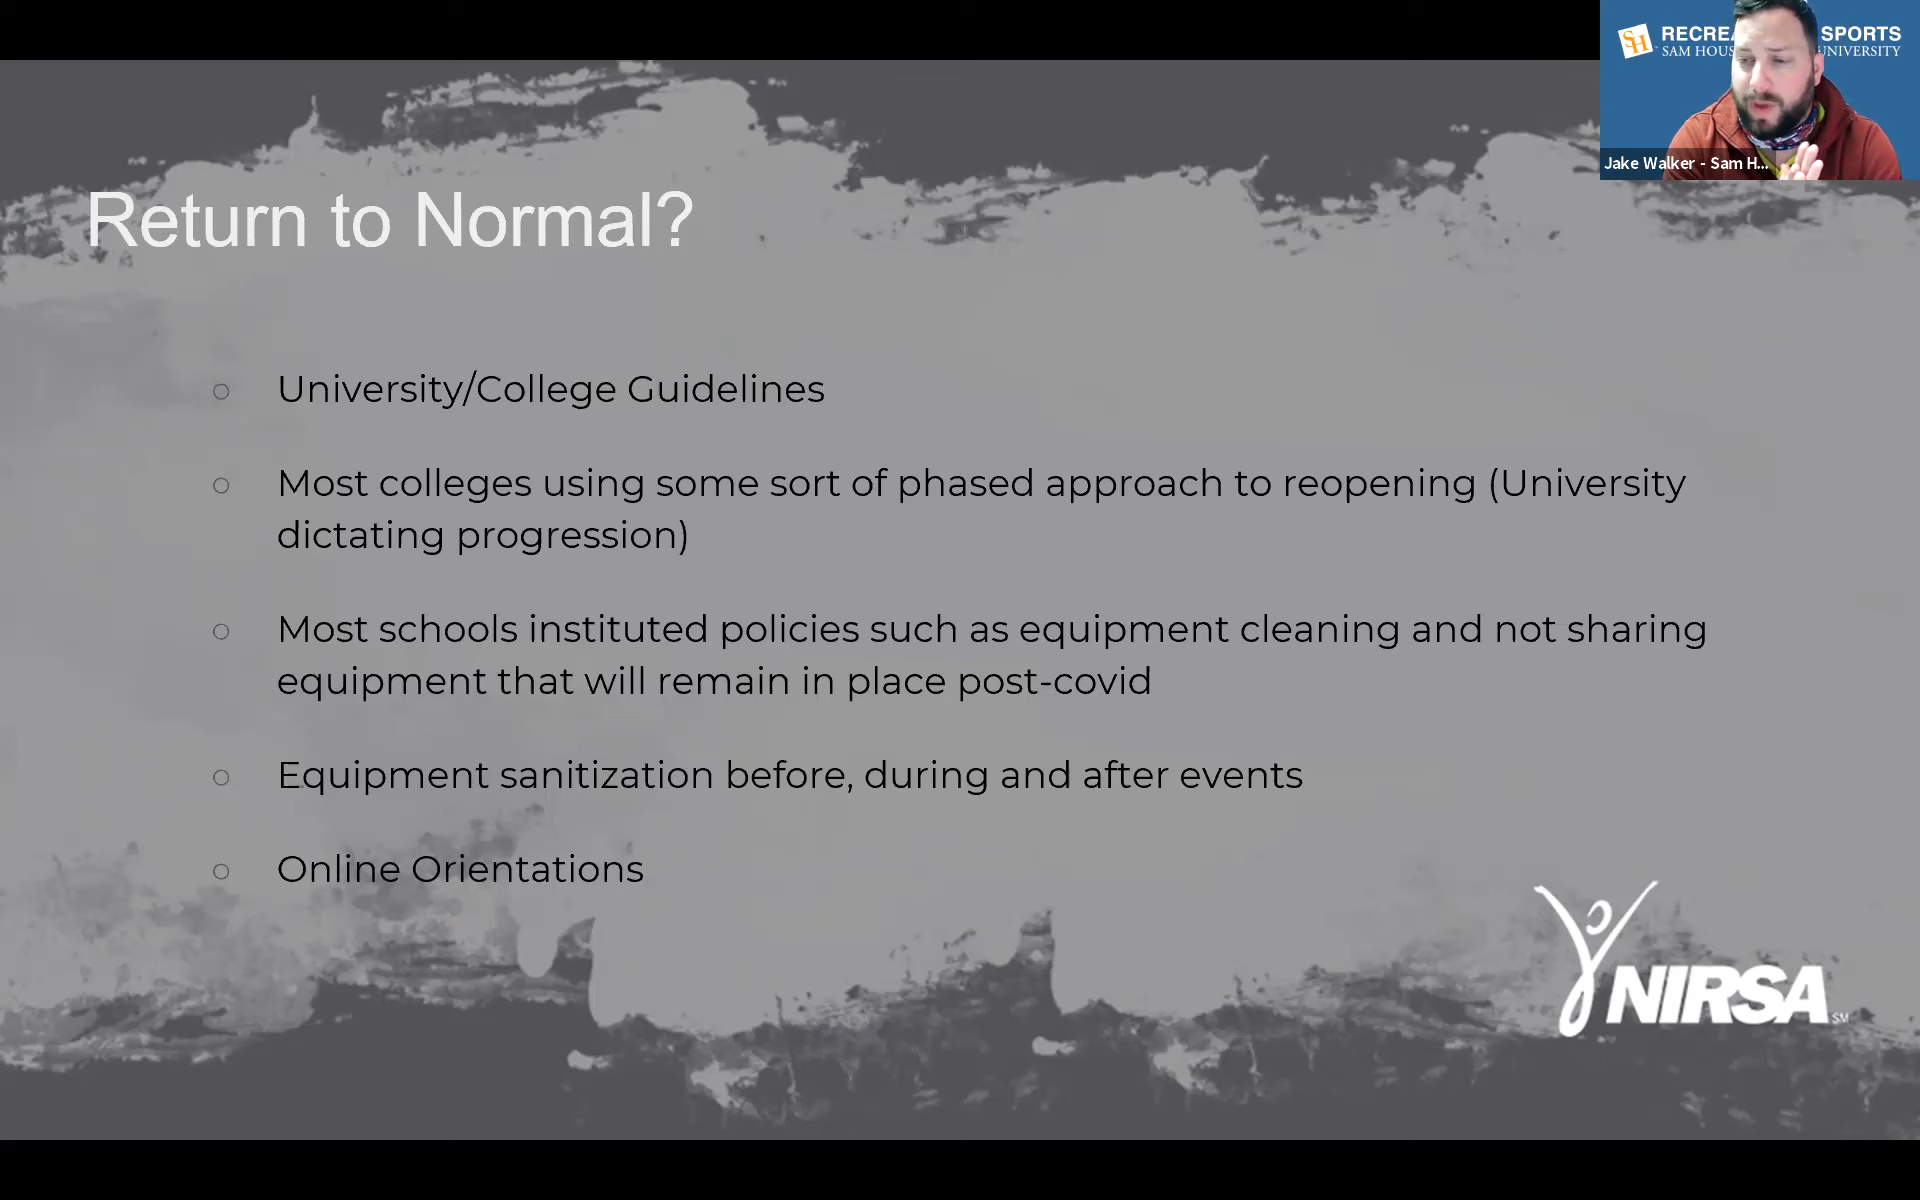 SH RECREA SPORTS
SAM HOUS UNIVERSITY
Jake Walker - Sam H...
Return to Normal?
University/College Guidelines
Most colleges using some sort of phased approach to reopening (University
dictating progression)
Most schools instituted policies such as equipment cleaning and not sharing
equipment that will remain in place post-covid
Equipment sanitization before, during and after events
Online Orientations
NIRSA SM